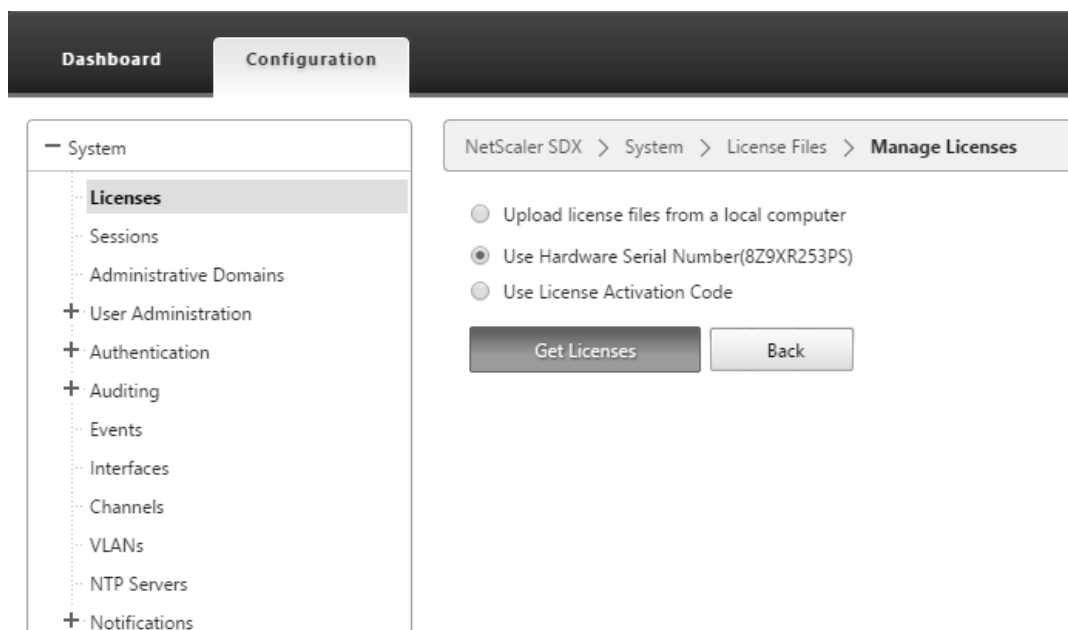 Dashboard
Configuration
System
Licenses
Sessions
Administrative Domains
User Administration
Authentication
Auditing
Events
Interfaces
Channels
VLANs
NTP Servers
Notifications
NetScaler SDX > System > License Files > Manage Licenses
Upload license files from a local computer
Use Hardware Serial Number(8Z9XR253PS)
Use License Activation Code
Get Licenses
Back